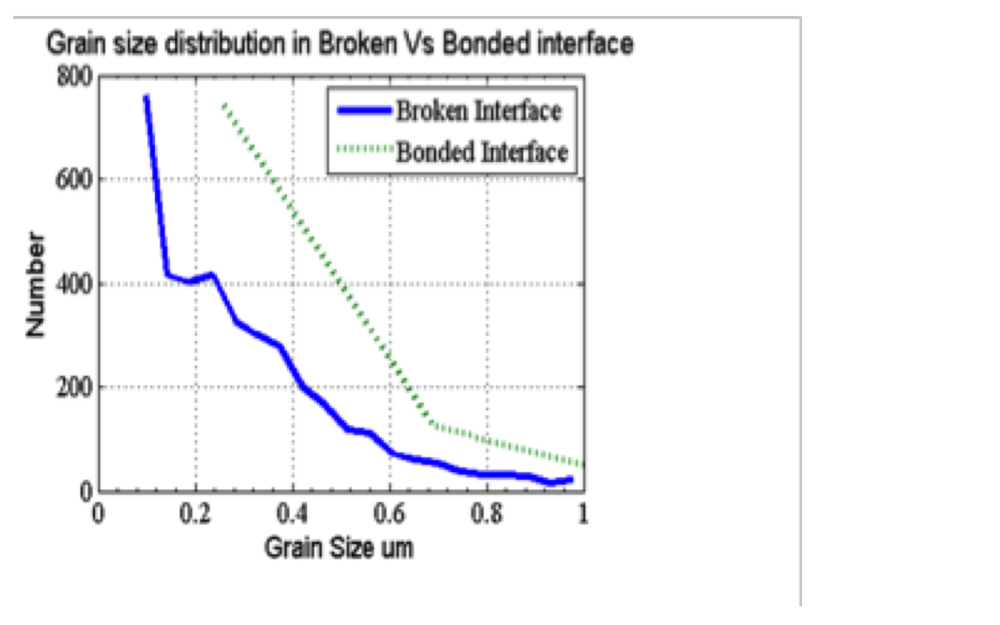 Grain size distribution in Broken Vs Bonded interface
800
600
400
200
0
Number
Broken Interface
Bonded Interface
0 0.2 0.4 0.6 0.8 1
Grain Size um